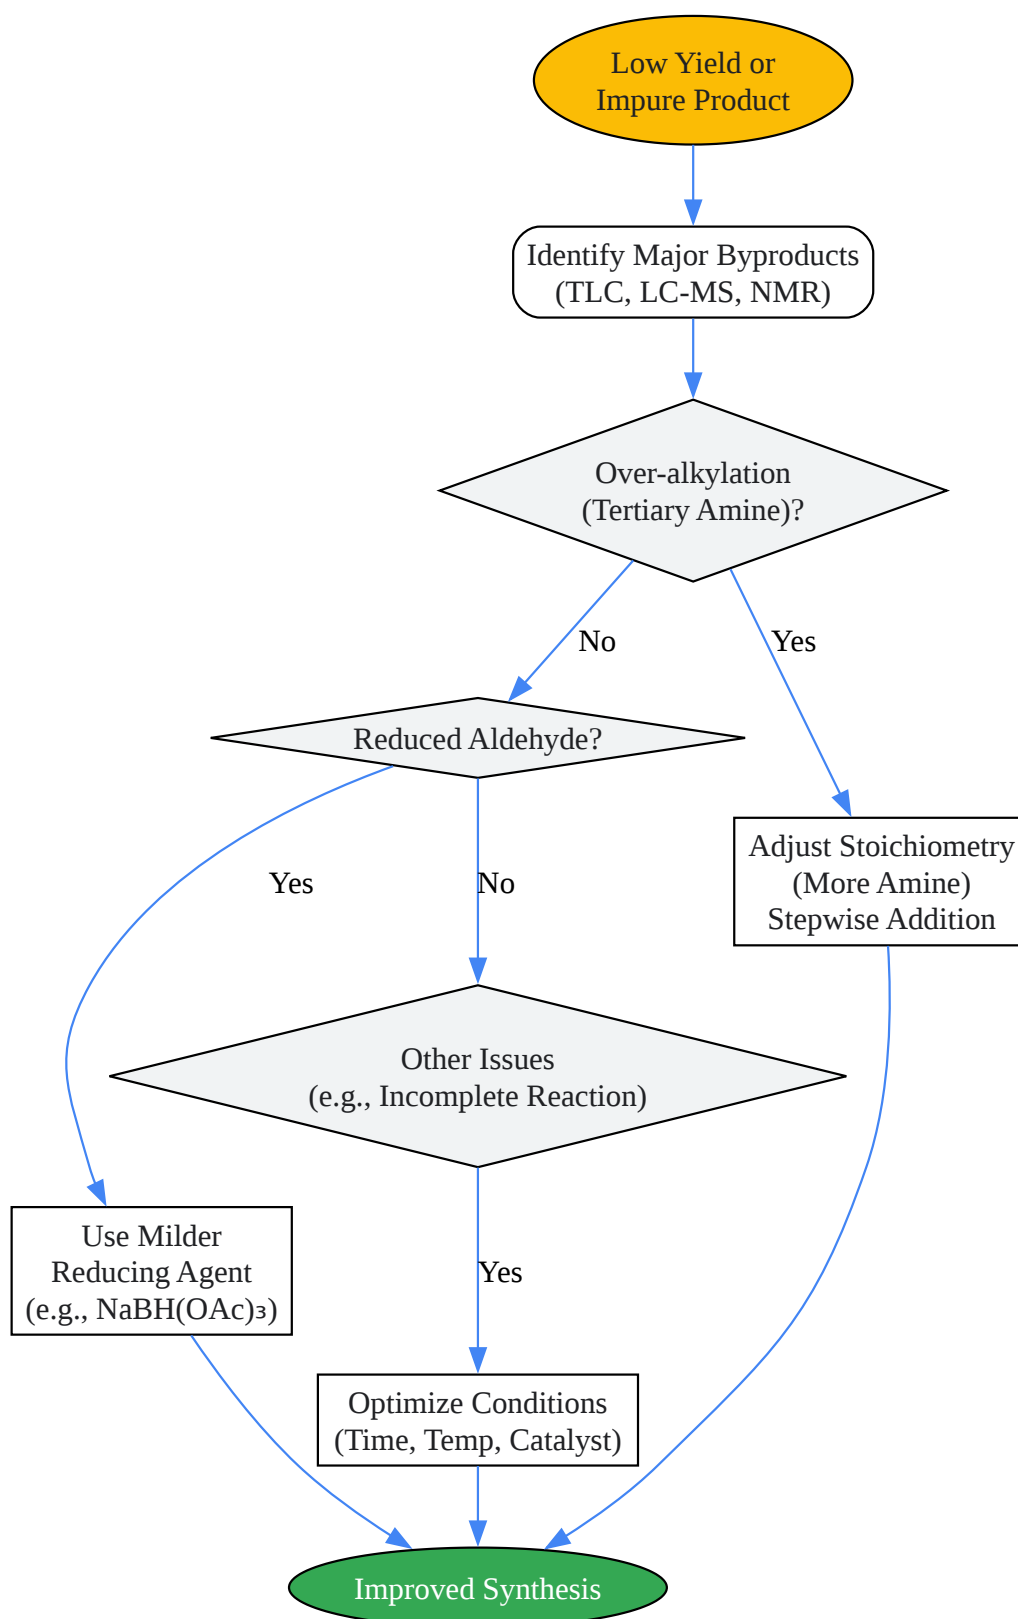 Low Yield or
Impure Product
Identify Major Byproducts
(TLC, LC-MS, NMR)
Over-alkylation
(Tertiary Amine)?
No
Yes
Reduced Aldehyde?
Adjust Stoichiometry
(More Amine)
Stepwise Addition
Yes
No
Other Issues
(e.g., Incomplete Reaction)
Use Milder
Reducing Agent
(e.g., NaBH(OAc)₃)
Yes
Optimize Conditions
(Time, Temp, Catalyst)
Improved Synthesis